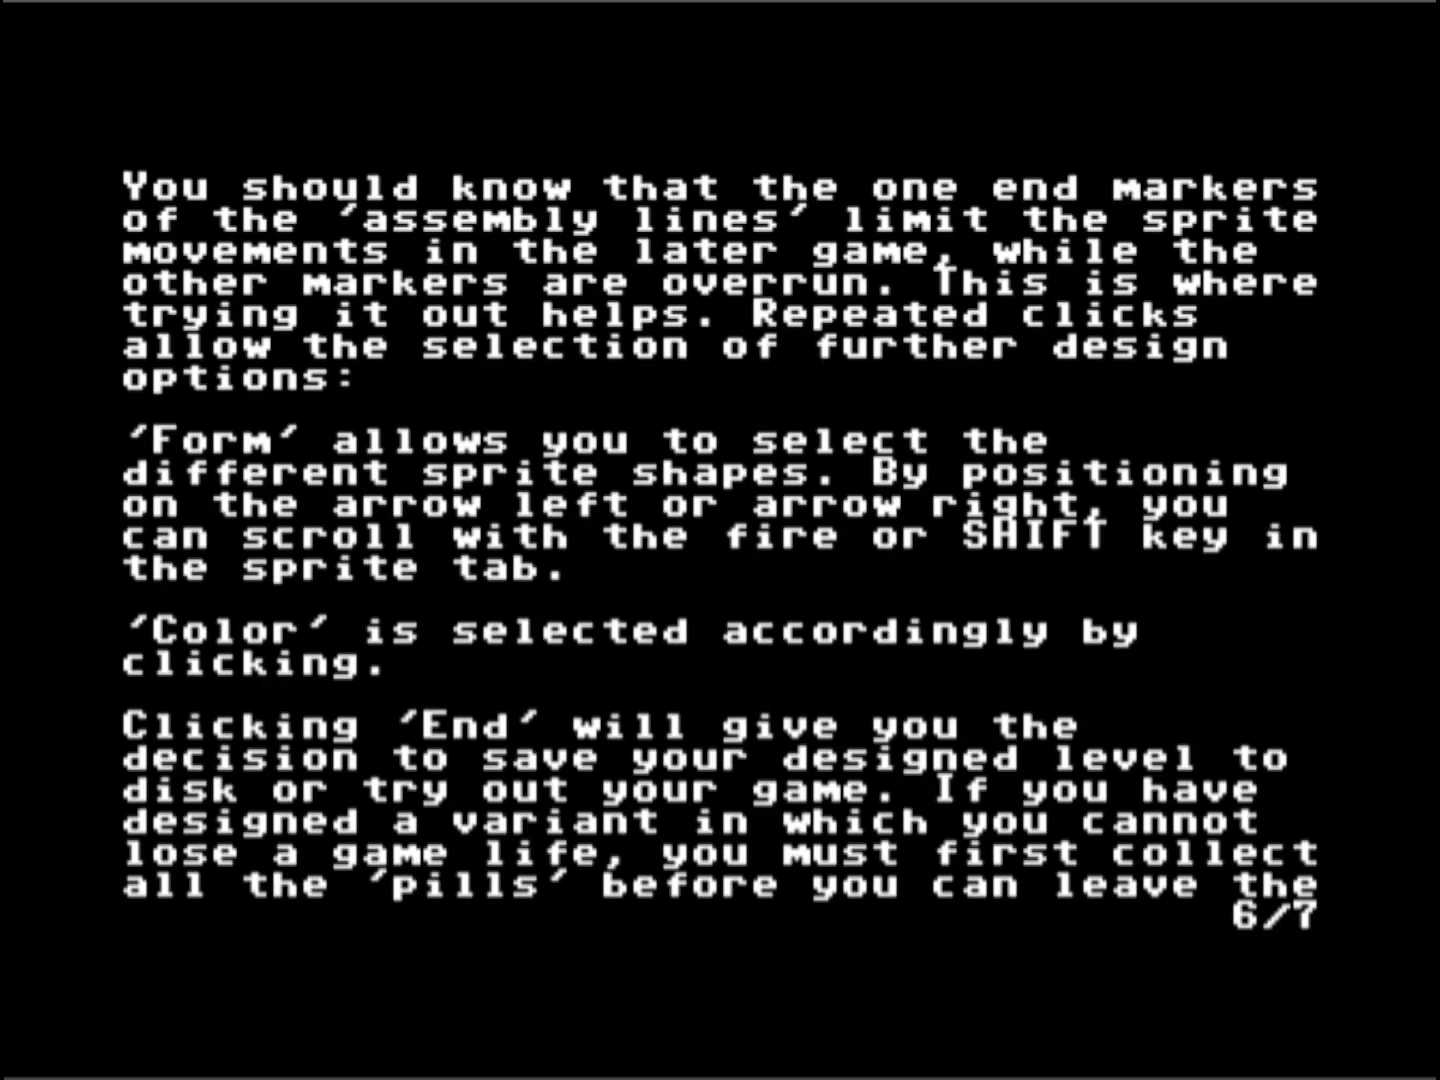 You should know that the one end markers
of the 'assembly lines' limit the sprite
movements in the later game, while the
other markers are overrun. This is where
trying it out helps. Repeated clicks
allow the selection of further design
options:
'Form' allows you to select the
different sprite shapes. By positioning
on the arrow left or arrow right, you
can scroll with the fire or SHIFT key in
the sprite tab.
'Color' is selected accordingly by
clicking.
Clicking 'End' will give you the
decision to save your designed level to
disk or try out your game. If you have
designed a variant in which you cannot
lose a game life, you must first collect
all the 'pills' before you can leave the
6/7